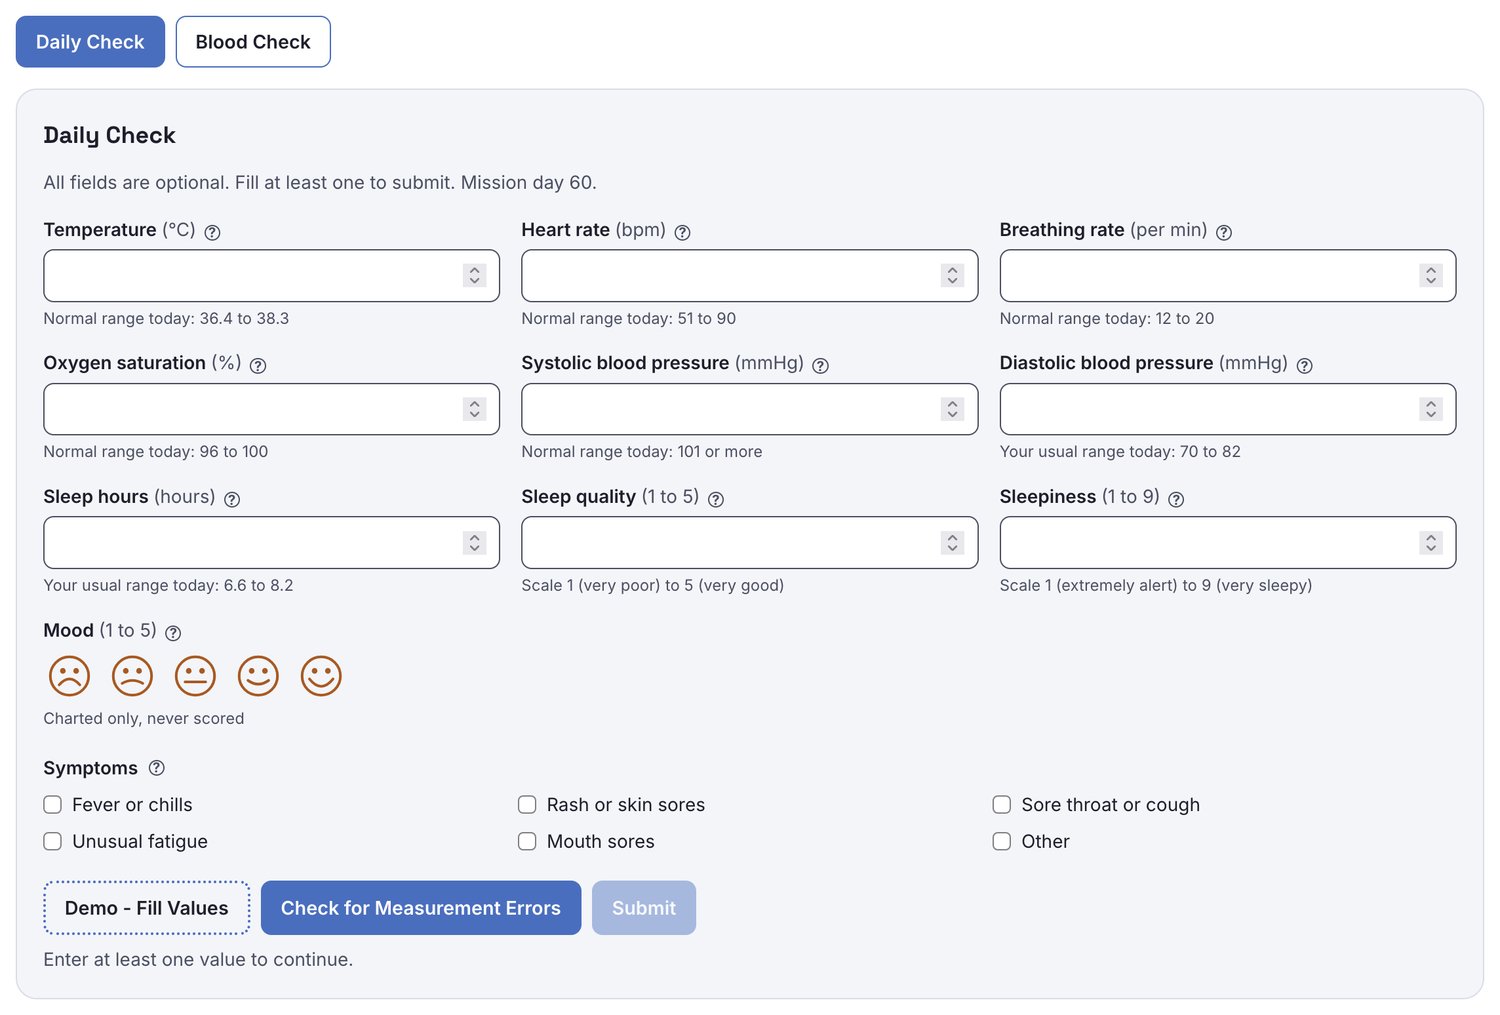 Daily Check
Blood Check
Daily Check
All fields are optional. Fill at least one to submit. Mission day 60.
Temperature (°C) ?
Heart rate (bpm) ?
Breathing rate (per min) ?
Normal range today: 36.4 to 38.3
Normal range today: 51 to 90
Normal range today: 12 to 20
Oxygen saturation (%) ?
Systolic blood pressure (mmHg) ?
Diastolic blood pressure (mmHg) ?
Normal range today: 96 to 100
Normal range today: 101 or more
Your usual range today: 70 to 82
Sleep hours (hours) ?
Sleep quality (1 to 5) ?
Sleepiness (1 to 9) ?
Your usual range today: 6.6 to 8.2
Scale 1 (very poor) to 5 (very good)
Scale 1 (extremely alert) to 9 (very sleepy)
Mood (1 to 5) ?
Charted only, never scored
Symptoms ?
Fever or chills
Rash or skin sores
Sore throat or cough
Unusual fatigue
Mouth sores
Other
Demo - Fill Values
Check for Measurement Errors
Submit
Enter at least one value to continue.